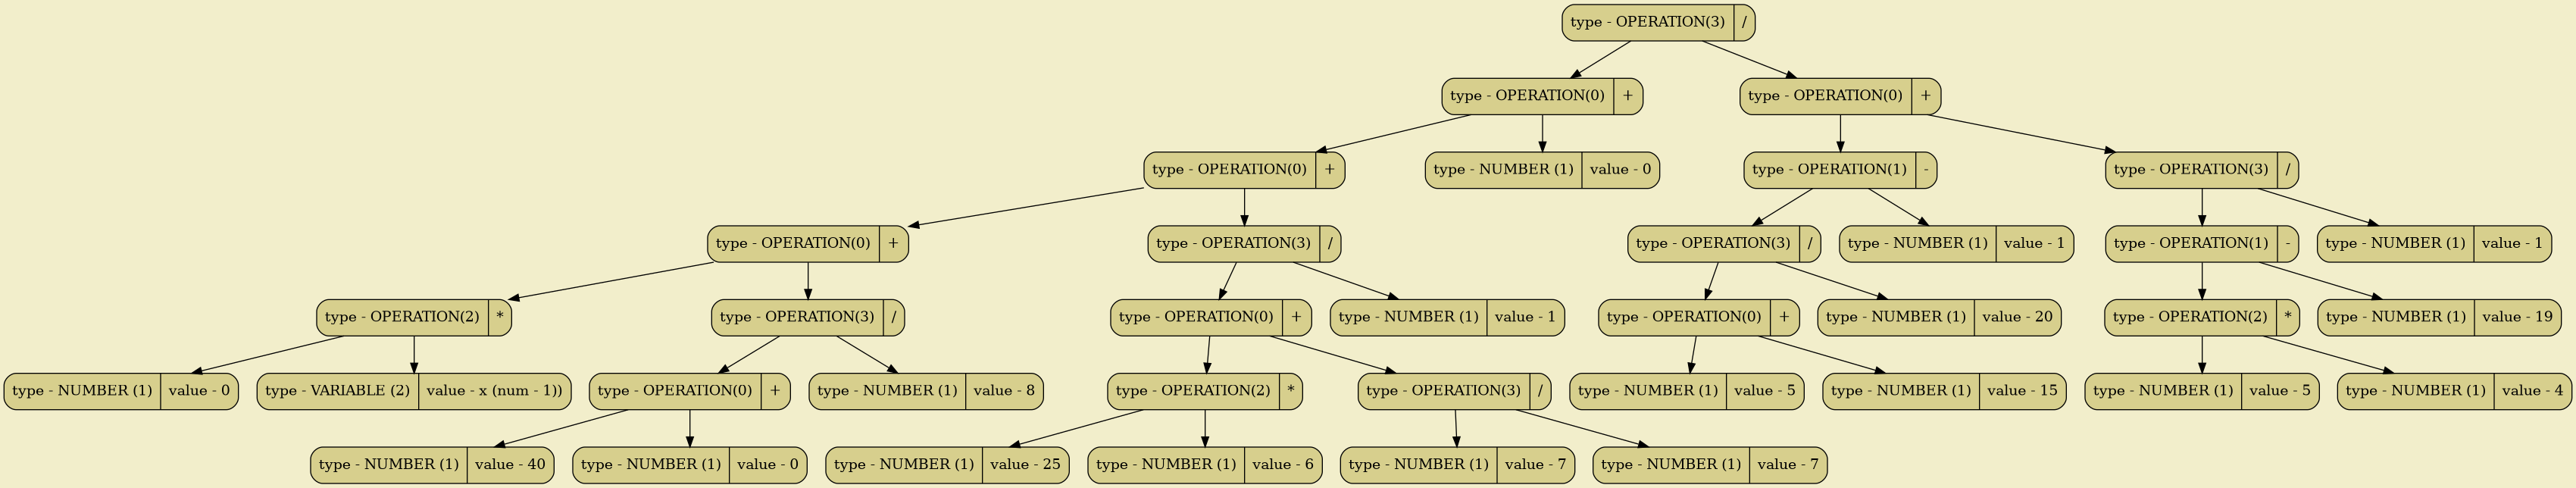 type - OPERATION(3) /
type - OPERATION(0) +
type - OPERATION(0) +
type - OPERATION(0) +
type - NUMBER (1) value - 0
type - OPERATION(1) -
type - OPERATION(3) /
type - OPERATION(0) +
type - OPERATION(3) /
type - OPERATION(3) /
type - NUMBER (1) value - 1
type - OPERATION(1) -
type - NUMBER (1) value - 1
type - OPERATION(2) *
type - OPERATION(3) /
type - OPERATION(0) +
type - NUMBER (1) value - 1
type - OPERATION(0) +
type - NUMBER (1) value - 20
type - OPERATION(2) *
type - NUMBER (1) value - 19
type - NUMBER (1) value - 0
type - VARIABLE (2) value - x (num - 1))
type - OPERATION(0) +
type - NUMBER (1) value - 8
type - OPERATION(2) *
type - OPERATION(3) /
type - NUMBER (1) value - 5
type - NUMBER (1) value - 15
type - NUMBER (1) value - 5
type - NUMBER (1) value - 4
type - NUMBER (1) value - 40
type - NUMBER (1) value - 0
type - NUMBER (1) value - 25
type - NUMBER (1) value - 6
type - NUMBER (1) value - 7
type - NUMBER (1) value - 7